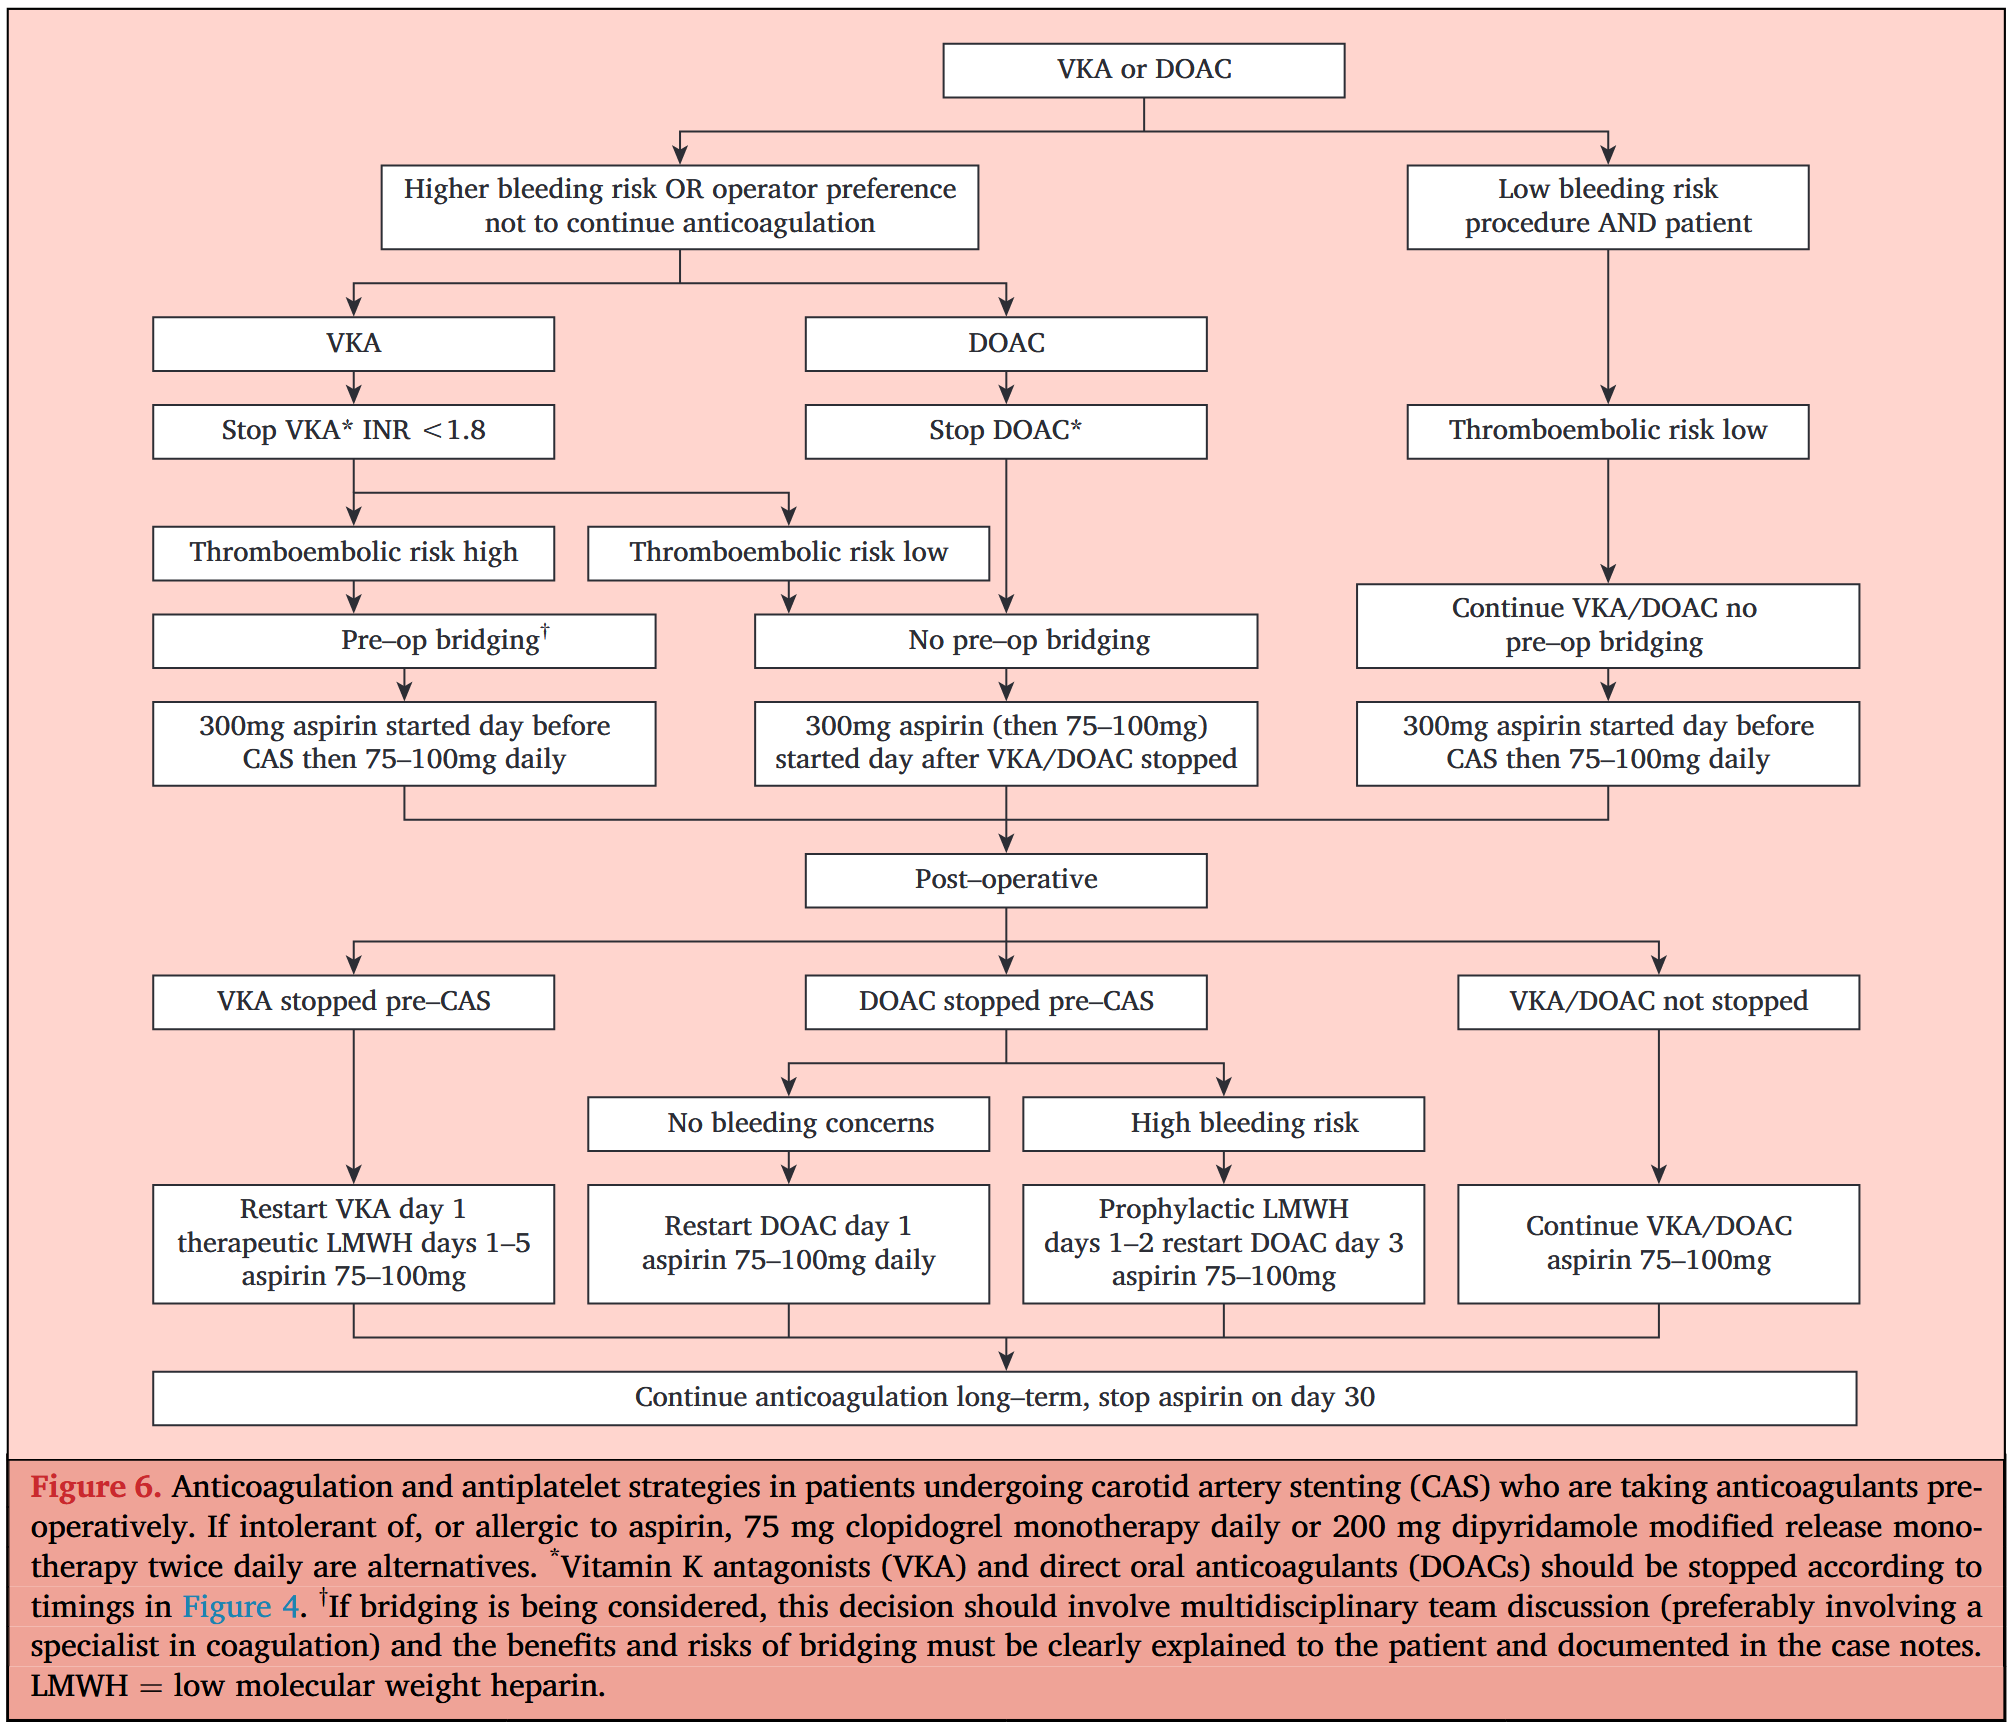 VKA or DOAC
Higher bleeding risk OR operator preference
not to continue anticoagulation
Low bleeding risk
procedure AND patient
VKA
DOAC
Stop VKA* INR <1.8
Stop DOAC*
Thromboembolic risk low
Thromboembolic risk high
Thromboembolic risk low
Pre–op bridging†
No pre–op bridging
Continue VKA/DOAC no
pre–op bridging
300mg aspirin started day before
CAS then 75–100mg daily
300mg aspirin (then 75–100mg)
started day after VKA/DOAC stopped
300mg aspirin started day before
CAS then 75–100mg daily
Post–operative
VKA stopped pre–CAS
DOAC stopped pre–CAS
VKA/DOAC not stopped
No bleeding concerns
High bleeding risk
Restart VKA day 1
therapeutic LMWH days 1–5
aspirin 75–100mg
Restart DOAC day 1
aspirin 75–100mg daily
Prophylactic LMWH
days 1–2 restart DOAC day 3
aspirin 75–100mg
Continue VKA/DOAC
aspirin 75–100mg
Continue anticoagulation long–term, stop aspirin on day 30
Figure 6. Anticoagulation and antiplatelet strategies in patients undergoing carotid artery stenting (CAS) who are taking anticoagulants pre-
operatively. If intolerant of, or allergic to aspirin, 75 mg clopidogrel monotherapy daily or 200 mg dipyridamole modified release mono-
therapy twice daily are alternatives. *Vitamin K antagonists (VKA) and direct oral anticoagulants (DOACs) should be stopped according to
timings in Figure 4. †If bridging is being considered, this decision should involve multidisciplinary team discussion (preferably involving a
specialist in coagulation) and the benefits and risks of bridging must be clearly explained to the patient and documented in the case notes.
LMWH = low molecular weight heparin.